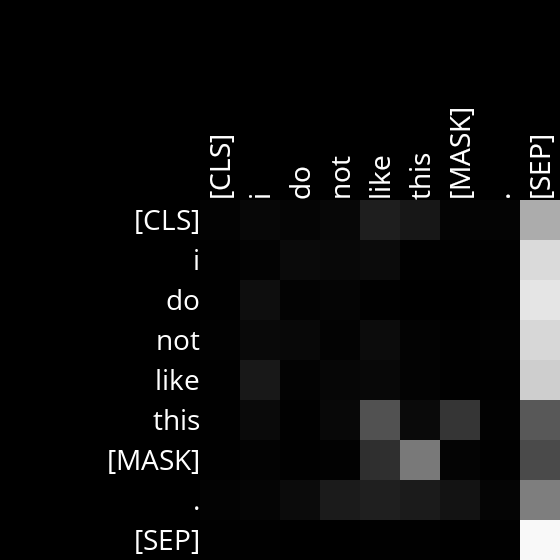 [CLS] i do not like this [MASK] . [SEP]
[CLS]
i
do
not
like
this
[MASK]
.
[SEP]